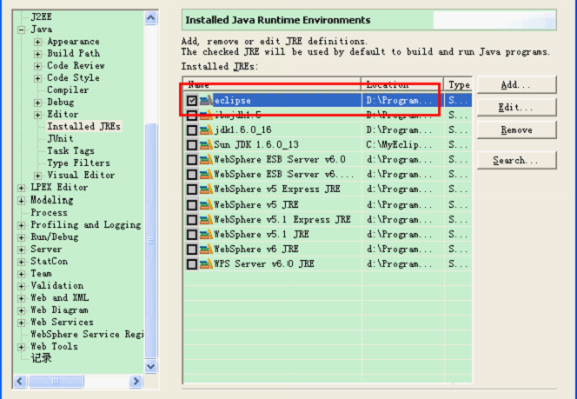 J2EE
Java
Appearance
Build Path
Code Review
Code Style
Compiler
Debug
Editor
Installed JREs
JUnit
Task Tags
Type Filters
Visual Editor
LPEX Editor
Modeling
Process
Profiling and Logging
Run/Debug
Server
StatCon
Team
Validation
Web and XML
Web Diagram
Web Services
WebSphere Service Regi
Web Tools
记录
Installed Java Runtime Environments
Add, remove or edit JRE definitions.
The checked JRE will be used by default to build and run Java programs.
Installed JREs:
Name Location Type
eclipse D:\Program... S...
D:\Program... S...
jdk1.6.0_16 D:\Program... S...
Sun JDK 1.6.0_13 C:\MyEclip... S...
WebSphere ESB Server v6.0 d:\Program... S...
WebSphere ESB Server v6.... d:\Program... S...
WebSphere v5 Express JRE d:\Program... S...
WebSphere v5 JRE d:\Program... S...
WebSphere v5.1 Express JRE d:\Program... S...
WebSphere v5.1 JRE d:\Program... S...
WebSphere v6 JRE d:\Program... S...
WPS Server v6.0 JRE d:\Program... S...
Add...
Edit...
Remove
Search...